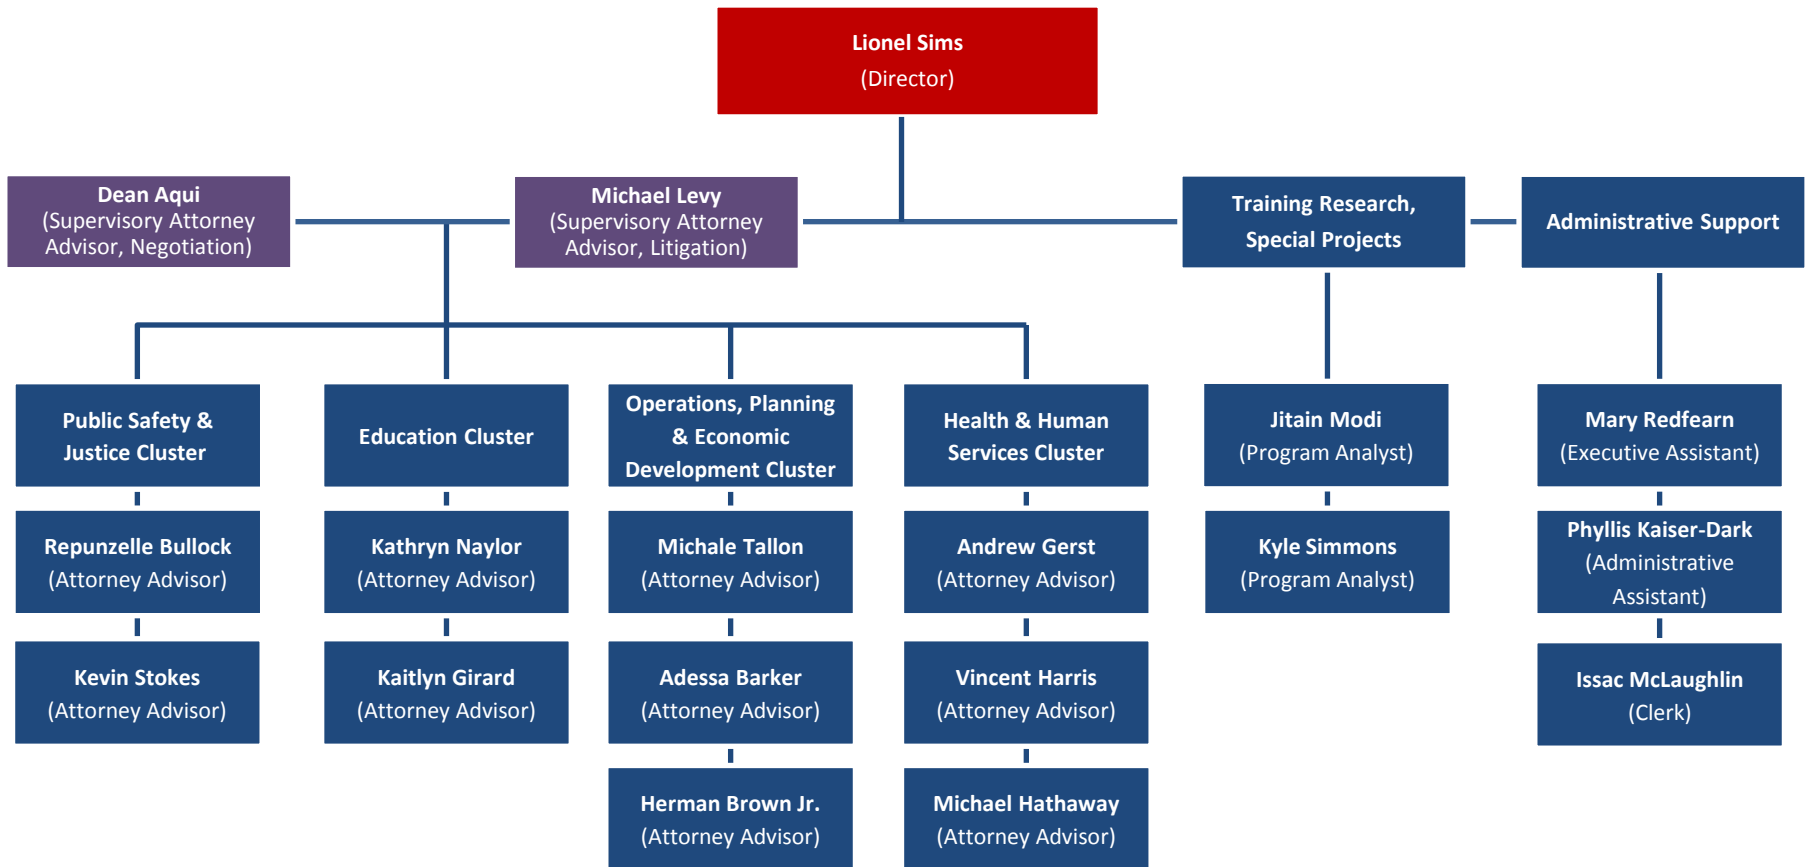 Lionel Sims
(Director)
Dean Aqui
(Supervisory Attorney
Advisor, Negotiation)
Michael Levy
(Supervisory Attorney
Advisor, Litigation)
Training Research,
Special Projects
Administrative Support
Public Safety &
Justice Cluster
Education Cluster
Operations, Planning
& Economic
Development Cluster
Health & Human
Services Cluster
Jitain Modi
(Program Analyst)
Mary Redfearn
(Executive Assistant)
Repunzelle Bullock
(Attorney Advisor)
Kathryn Naylor
(Attorney Advisor)
Michale Tallon
(Attorney Advisor)
Andrew Gerst
(Attorney Advisor)
Kyle Simmons
(Program Analyst)
Phyllis Kaiser-Dark
(Administrative
Assistant)
Kevin Stokes
(Attorney Advisor)
Kaitlyn Girard
(Attorney Advisor)
Adessa Barker
(Attorney Advisor)
Vincent Harris
(Attorney Advisor)
Issac McLaughlin
(Clerk)
Herman Brown Jr.
(Attorney Advisor)
Michael Hathaway
(Attorney Advisor)